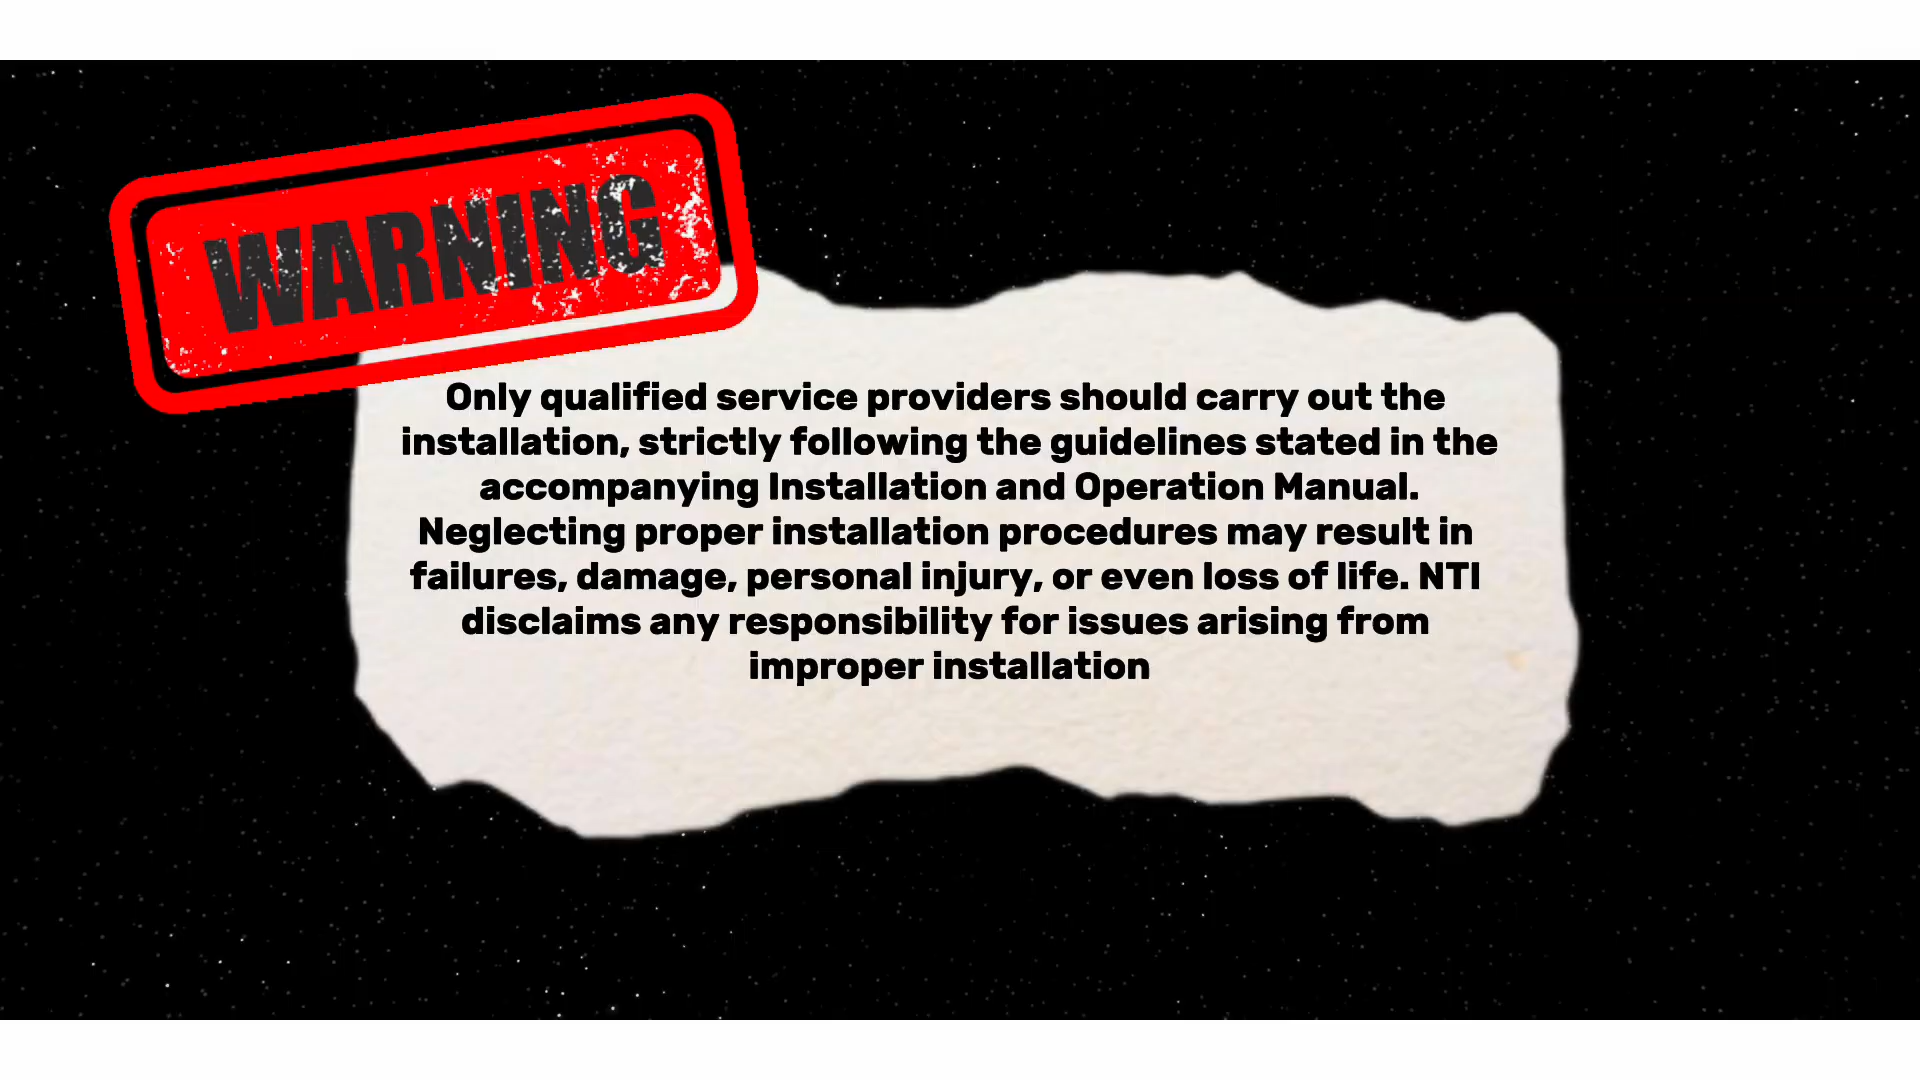 WARNING
Only qualified service providers should carry out the
installation, strictly following the guidelines stated in the
accompanying Installation and Operation Manual.
Neglecting proper installation procedures may result in
failures, damage, personal injury, or even loss of life. NTI
disclaims any responsibility for issues arising from
improper installation